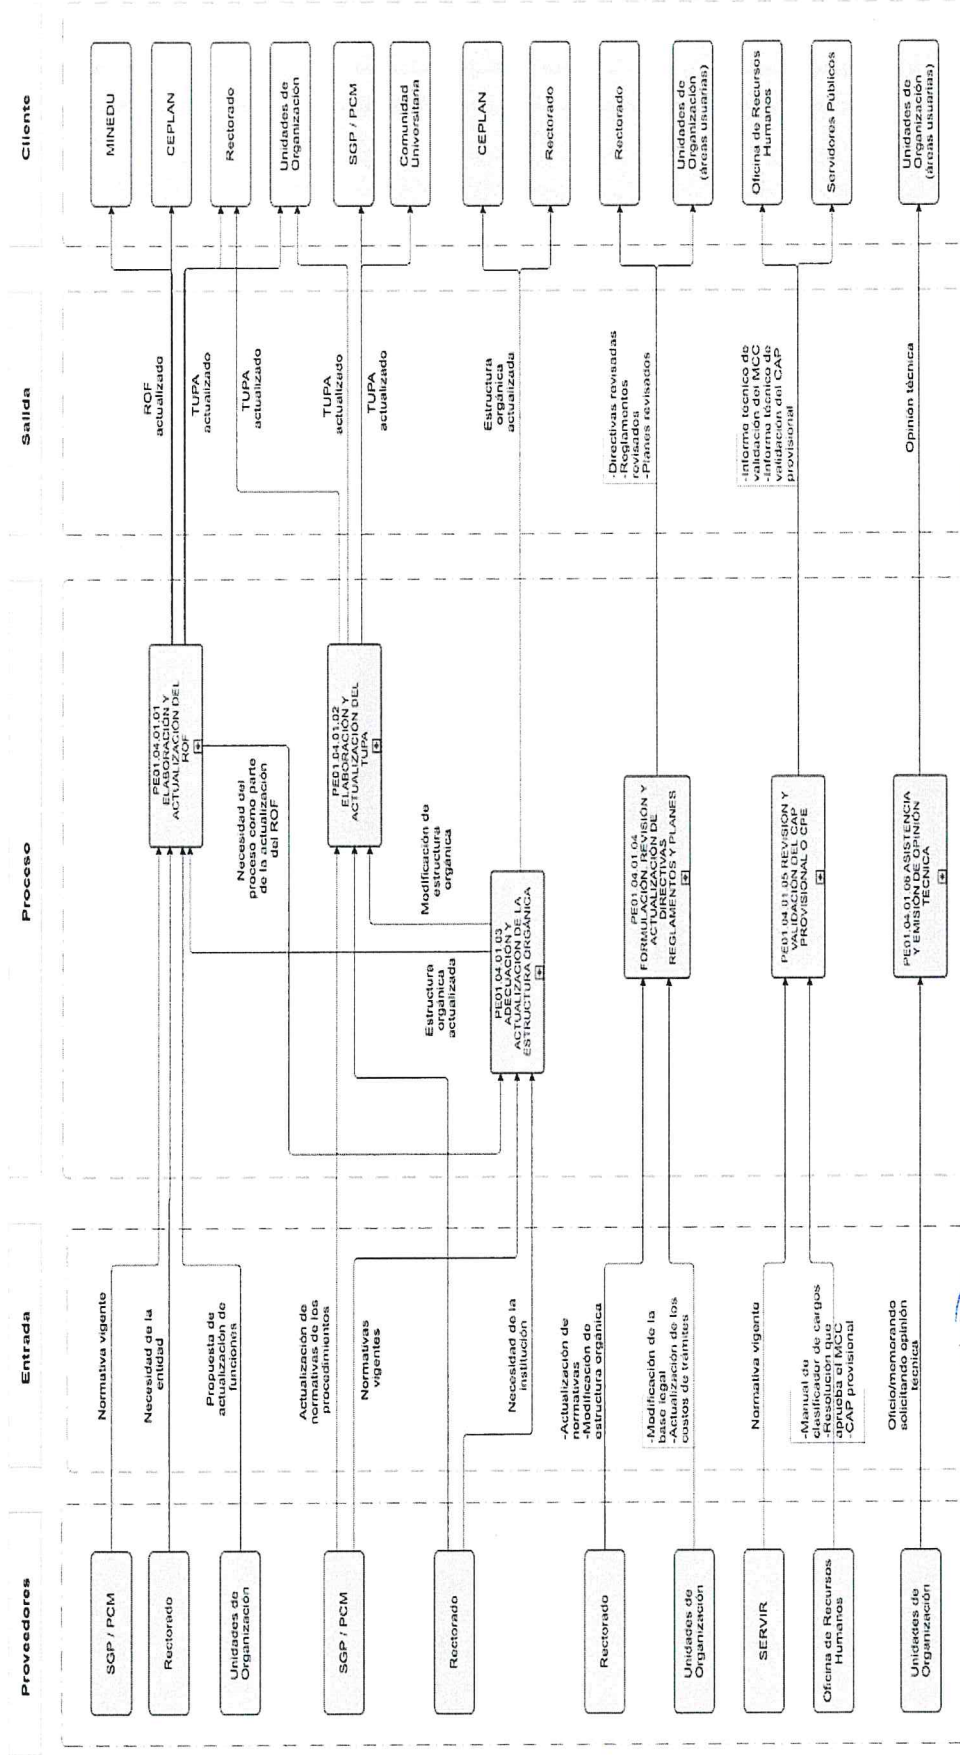 Proveedores
Entrada
Proceso
Salida
Cliente
SGP / PCM
Rectorado
Unidades de
Organización
SGP / PCM
Rectorado
Rectorado
Unidades de
Organización
SERVIR
Oficina de Recursos
Humanos
Unidades de
Organización
Normativa vigente
Necesidad de la
entidad
Propuesta de
actualización de
funciones
Actualización de
normativas de los
procedimientos
Normativas
vigentes
Necesidad de la
institución
-Actualización de
normativas
-Modificación de
estructura orgánica
-Modificación de la
base legal
-Actualización de los
costos de trámites
Normativa vigente
-Manual de
clasificador de cargos
-Resolución que
aprueba el MCC
-CAP provisional
Oficio/memorando
solicitando opinión
tecnica
PE01.04.01.01
ELABORACIÓN Y
ACTUALIZACIÓN DEL
ROF
Necesidad del
proceso como parte
de la actualización
del ROF
PE01.04.01.02
ELABORACIÓN Y
ACTUALIZACIÓN DEL
TUPA
Modificación de
estructura
orgánica
Estructura
orgánica
actualizada
PE01.04.01.03
ADECUACIÓN Y
ACTUALIZACIÓN DE LA
ESTRUCTURA ORGÁNICA
PE01.04.01.04
FORMULACIÓN, REVISIÓN Y
ACTUALIZACIÓN DE
DIRECTIVAS
REGLAMENTOS Y PLANES
PE01.04.01.05 REVISIÓN Y
VALIDACIÓN DEL CAP
PROVISIONAL O CPE
PE01.04.01.06 ASISTENCIA
Y EMISIÓN DE OPINIÓN
TÉCNICA
ROF
actualizado
TUPA
actualizado
TUPA
actualizado
TUPA
actualizado
TUPA
actualizado
Estructura
orgánica
actualizada
-Directivas revisadas
-Reglamentos
revisados
-Planes revisados
-Informe técnico de
validación del MCC
-Informe técnico de
validación del CAP
provisional
Opinión técnica
MINEDU
CEPLAN
Rectorado
Unidades de
Organización
SGP / PCM
Comunidad
Universitaria
CEPLAN
Rectorado
Rectorado
Unidades de
Organización
(áreas usuarias)
Oficina de Recursos
Humanos
Servidores Públicos
Unidades de
Organización
(áreas usuarias)